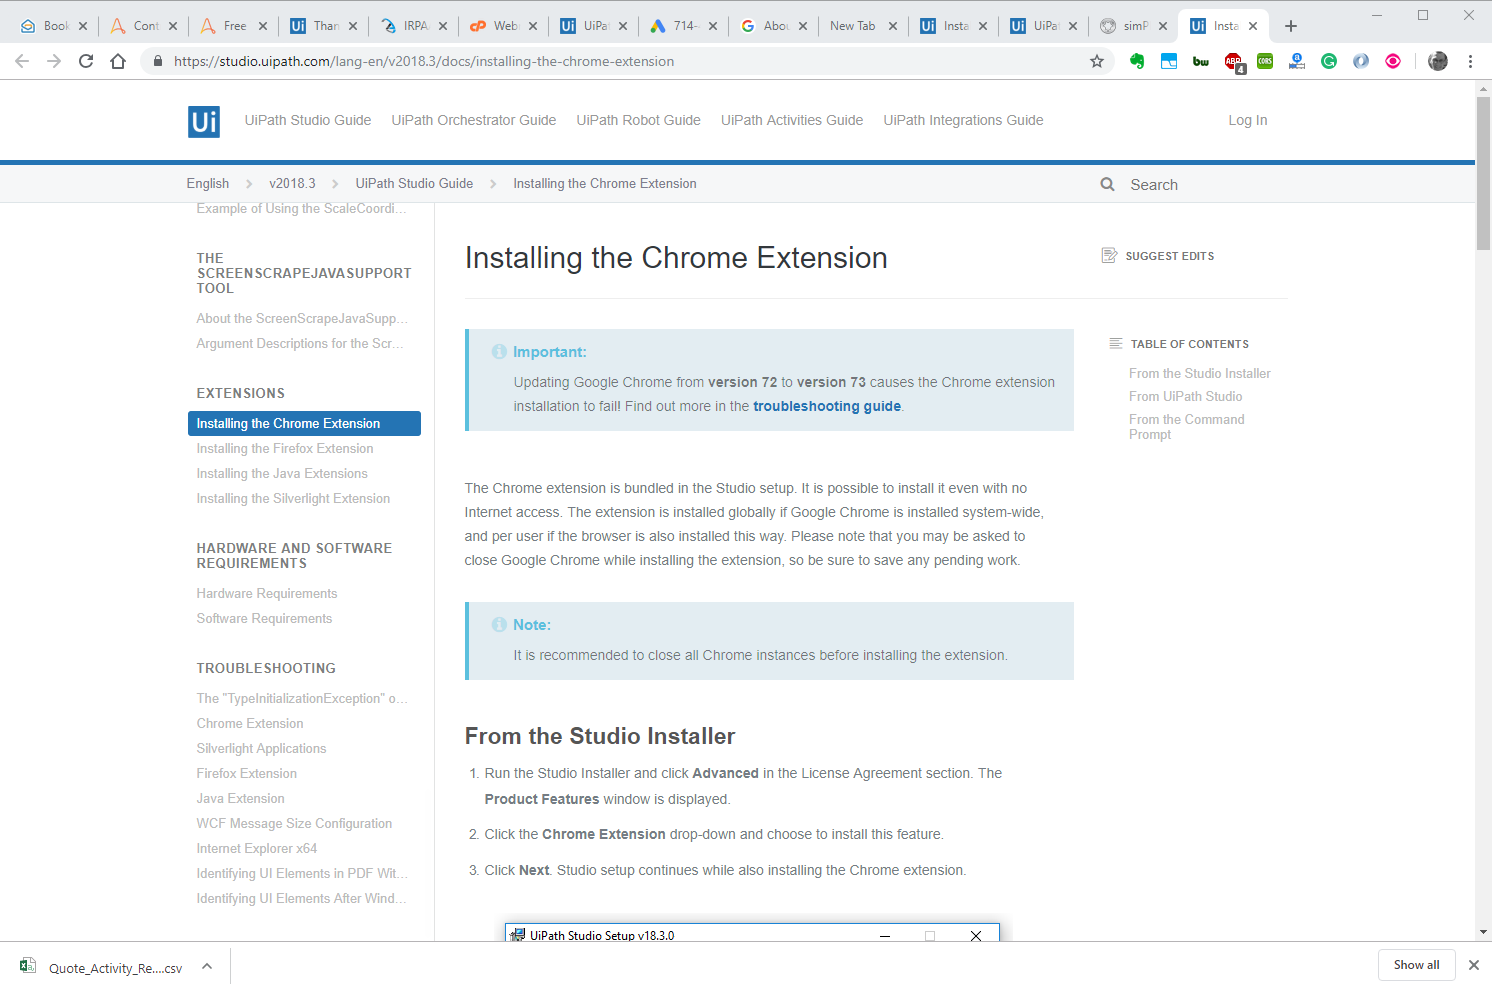 Book
Cont
Free
Than
IRPA
Web
UiPat
714-
Abou
New Tab
Insta
UiPat
simP
Insta
https://studio.uipath.com/lang-en/v2018.3/docs/installing-the-chrome-extension
bw
ABP
4
CORS
Ui
UiPath Studio Guide
UiPath Orchestrator Guide
UiPath Robot Guide
UiPath Activities Guide
UiPath Integrations Guide
Log In
English
v2018.3
UiPath Studio Guide
Installing the Chrome Extension
Search
Example of Using the ScaleCoordi...
THE
SCREENSCRAPEJAVASUPPORT
TOOL
About the ScreenScrapeJavaSupp...
Argument Descriptions for the Scr...
EXTENSIONS
Installing the Chrome Extension
Installing the Firefox Extension
Installing the Java Extensions
Installing the Silverlight Extension
HARDWARE AND SOFTWARE
REQUIREMENTS
Hardware Requirements
Software Requirements
TROUBLESHOOTING
The "TypeInitializationException" o...
Chrome Extension
Silverlight Applications
Firefox Extension
Java Extension
WCF Message Size Configuration
Internet Explorer x64
Identifying UI Elements in PDF Wit...
Identifying UI Elements After Wind...
Installing the Chrome Extension
Important:
Updating Google Chrome from version 72 to version 73 causes the Chrome extension
installation to fail! Find out more in the troubleshooting guide.
The Chrome extension is bundled in the Studio setup. It is possible to install it even with no
Internet access. The extension is installed globally if Google Chrome is installed system-wide,
and per user if the browser is also installed this way. Please note that you may be asked to
close Google Chrome while installing the extension, so be sure to save any pending work.
Note:
It is recommended to close all Chrome instances before installing the extension.
From the Studio Installer
1. Run the Studio Installer and click Advanced in the License Agreement section. The
Product Features window is displayed.
2. Click the Chrome Extension drop-down and choose to install this feature.
3. Click Next. Studio setup continues while also installing the Chrome extension.
UiPath Studio Setup v18.3.0
SUGGEST EDITS
TABLE OF CONTENTS
From the Studio Installer
From UiPath Studio
From the Command
Prompt
Quote_Activity_Re....csv
Show all